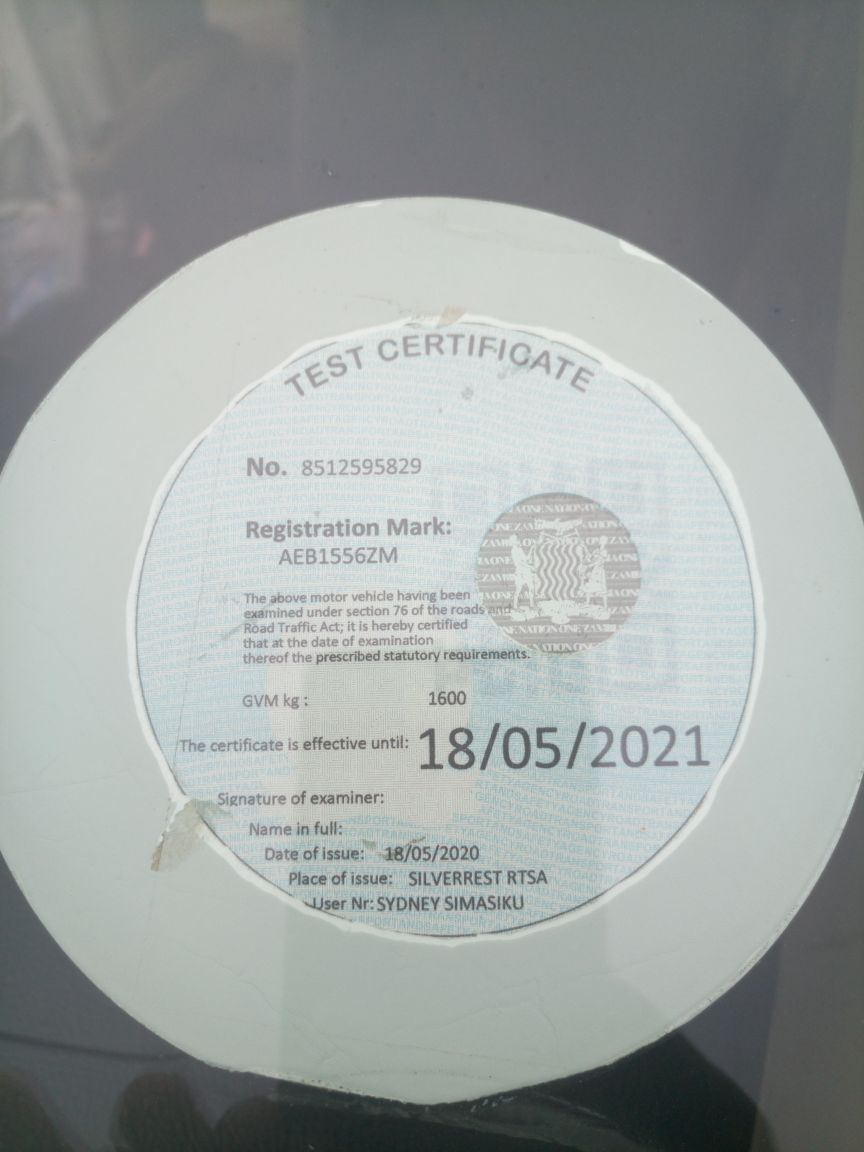 TEST CERTIFICATE
No. 8512595829
Registration Mark:
AEB1556ZM
The above motor vehicle having been
examined under section 76 of the roads and
Road Traffic Act; it is hereby certified
that at the date of examination
thereof the prescribed statutory requirements.
GVM kg : 1600
The certificate is effective until: 18/05/2021
Signature of examiner:
Name in full:
Date of issue: 18/05/2020
Place of issue: SILVERREST RTSA
User Nr: SYDNEY SIMASIKU